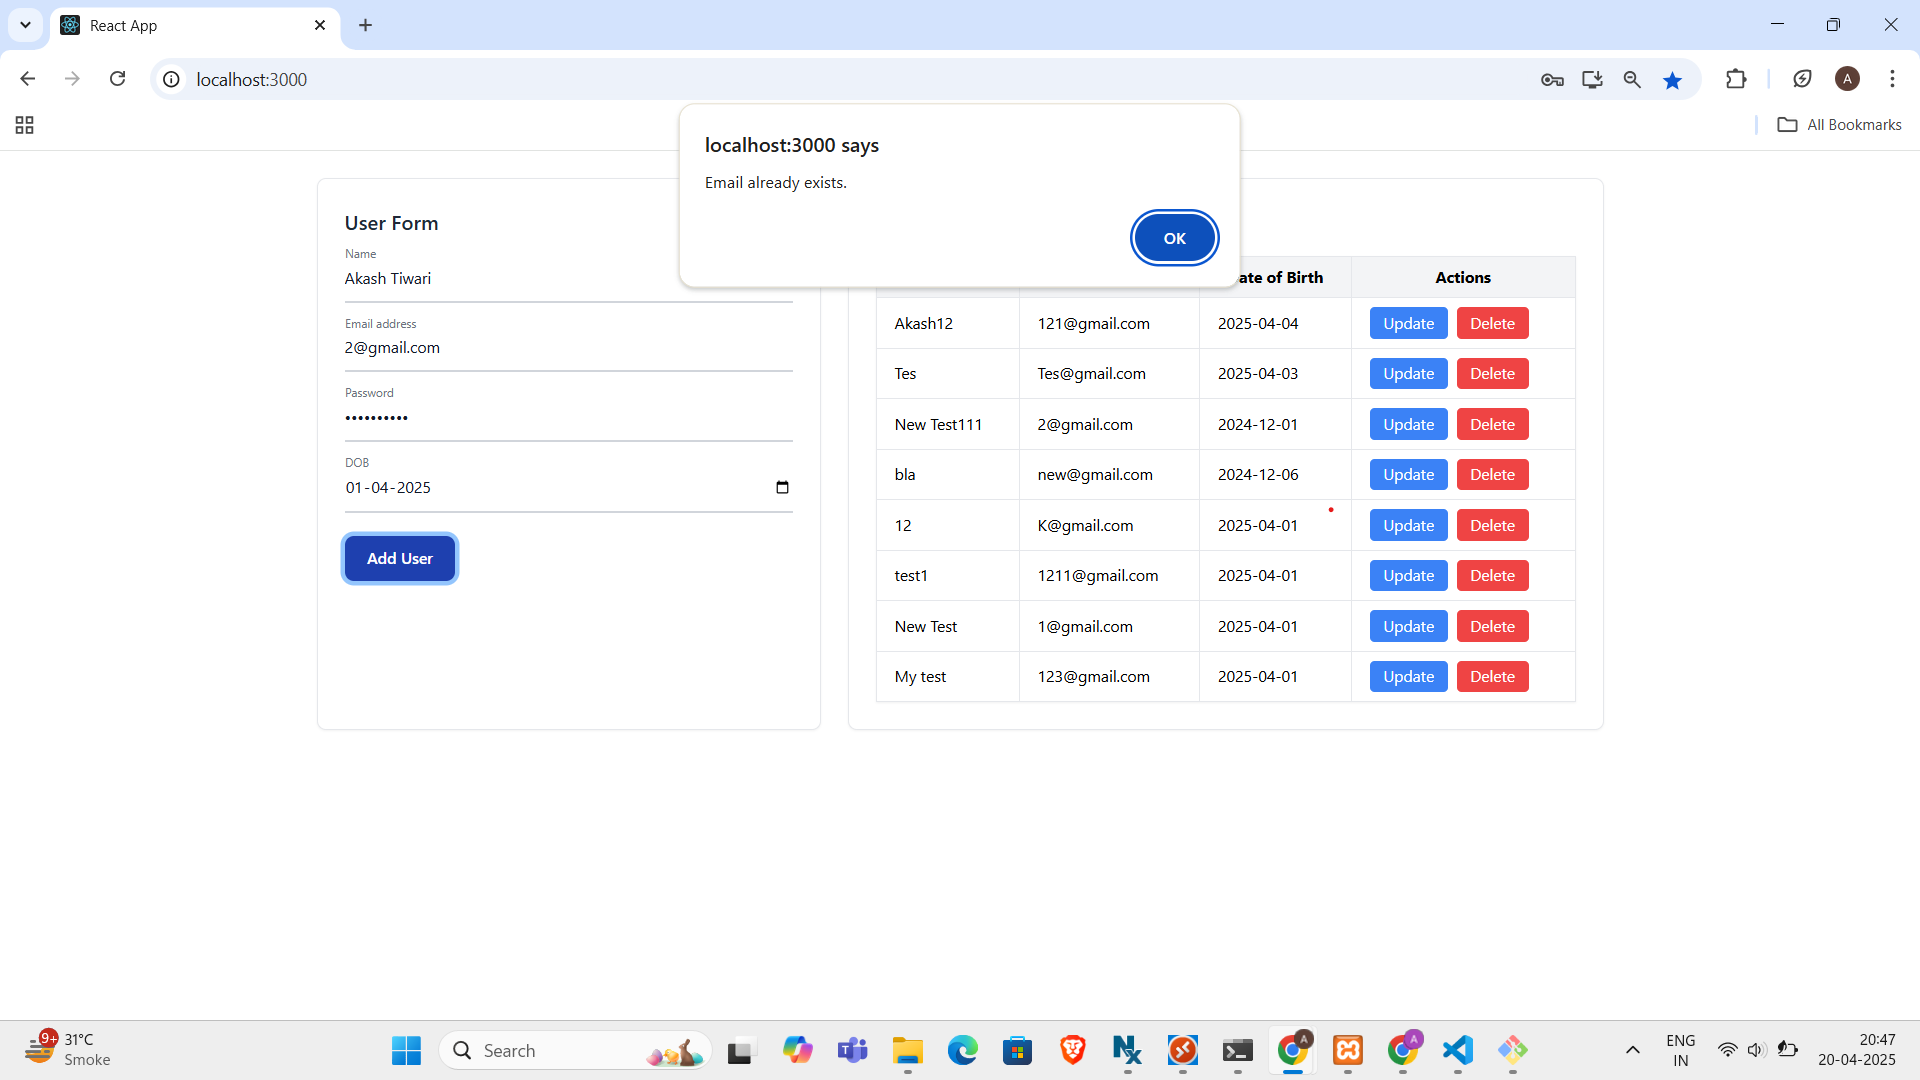 React App
localhost:3000
A
All Bookmarks
localhost:3000 says
Email already exists.
OK
User Form
Name
Akash Tiwari
Email address
2@gmail.com
Password
••••••••••
DOB
01-04-2025
Add User
ate of Birth Actions
Akash12 121@gmail.com 2025-04-04 Update Delete
Tes Tes@gmail.com 2025-04-03 Update Delete
New Test111 2@gmail.com 2024-12-01 Update Delete
bla new@gmail.com 2024-12-06 Update Delete
12 K@gmail.com 2025-04-01 Update Delete
test1 1211@gmail.com 2025-04-01 Update Delete
New Test 1@gmail.com 2025-04-01 Update Delete
My test 123@gmail.com 2025-04-01 Update Delete
9+
31°C
Smoke
Search
A
A
ENG
IN
20:47
20-04-2025